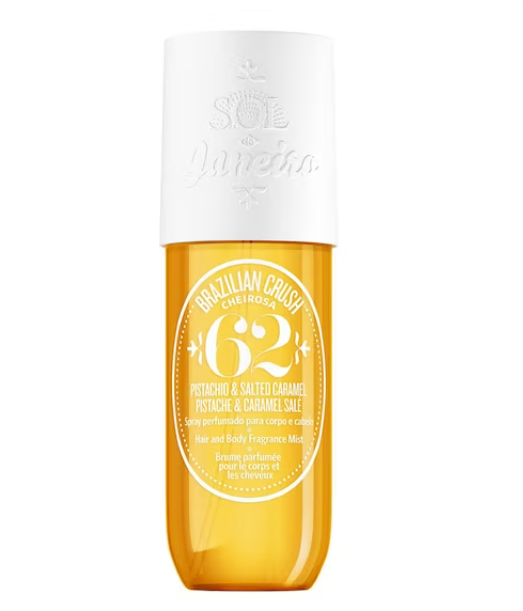 SOL
de
Janeiro
BRAZILIAN CRUSH
CHEIROSA
62
PISTACHIO & SALTED CARAMEL
PISTACHE & CARAMEL SALÉ
Spray perfumado para corpo e cabelo
Hair and Body Fragrance Mist
Brume parfumée
pour le corps et
les cheveux